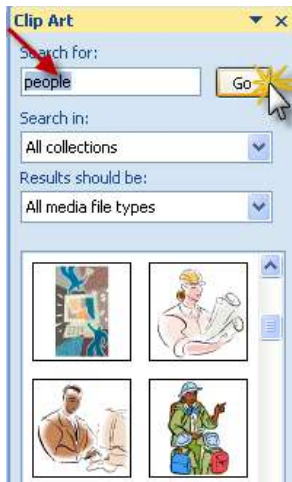 Clip Art
Search for:
people
Go
Search in:
All collections
Results should be:
All media file types